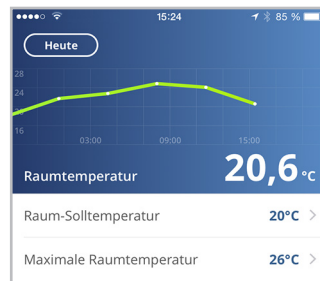 15:24
85 %
Heute
28
24
20
16
03:00
09:00
15:00
Raumtemperatur
20,6 °C
Raum-Solltemperatur
20°C
Maximale Raumtemperatur
26°C